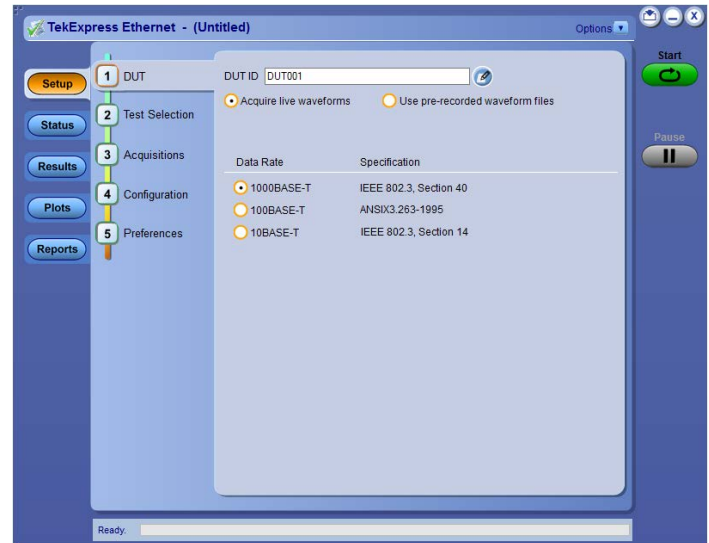 TekExpress Ethernet - (Untitled)
Options
Start
Pause
Setup
Status
Results
Plots
Reports
1 DUT
2 Test Selection
3 Acquisitions
4 Configuration
5 Preferences
DUT ID DUT001
Acquire live waveforms
Use pre-recorded waveform files
Data Rate Specification
1000BASE-T IEEE 802.3, Section 40
100BASE-T ANSIX3.263-1995
10BASE-T IEEE 802.3, Section 14
Ready.